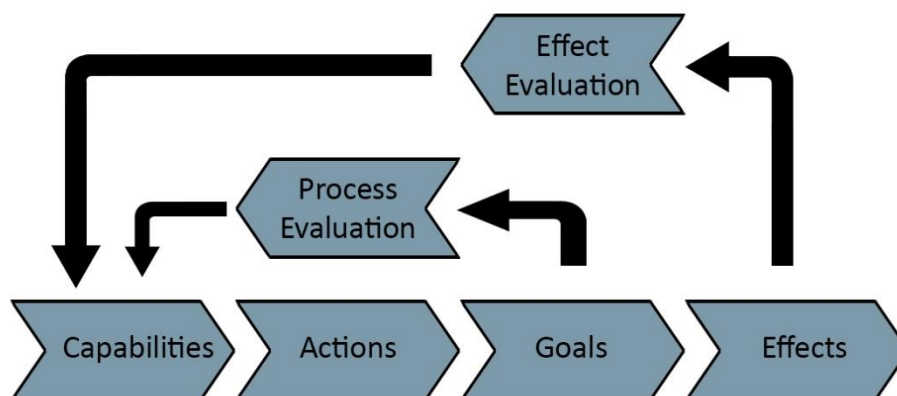 Effect
Evaluation
Process
Evaluation
Capabilities
Actions
Goals
Effects